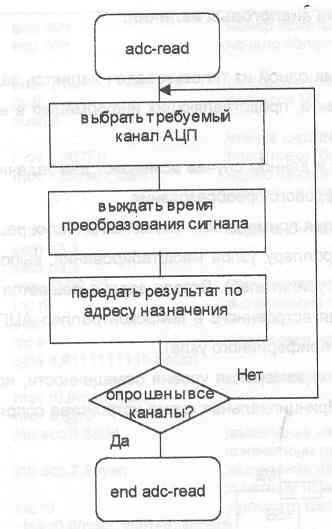 adc-read
выбрать требуемый
канал АЦП
выждать время
преобразования сигнала
передать результат по
адресу назначения
опрошены все
каналы?
Нет
Да
end adc-read